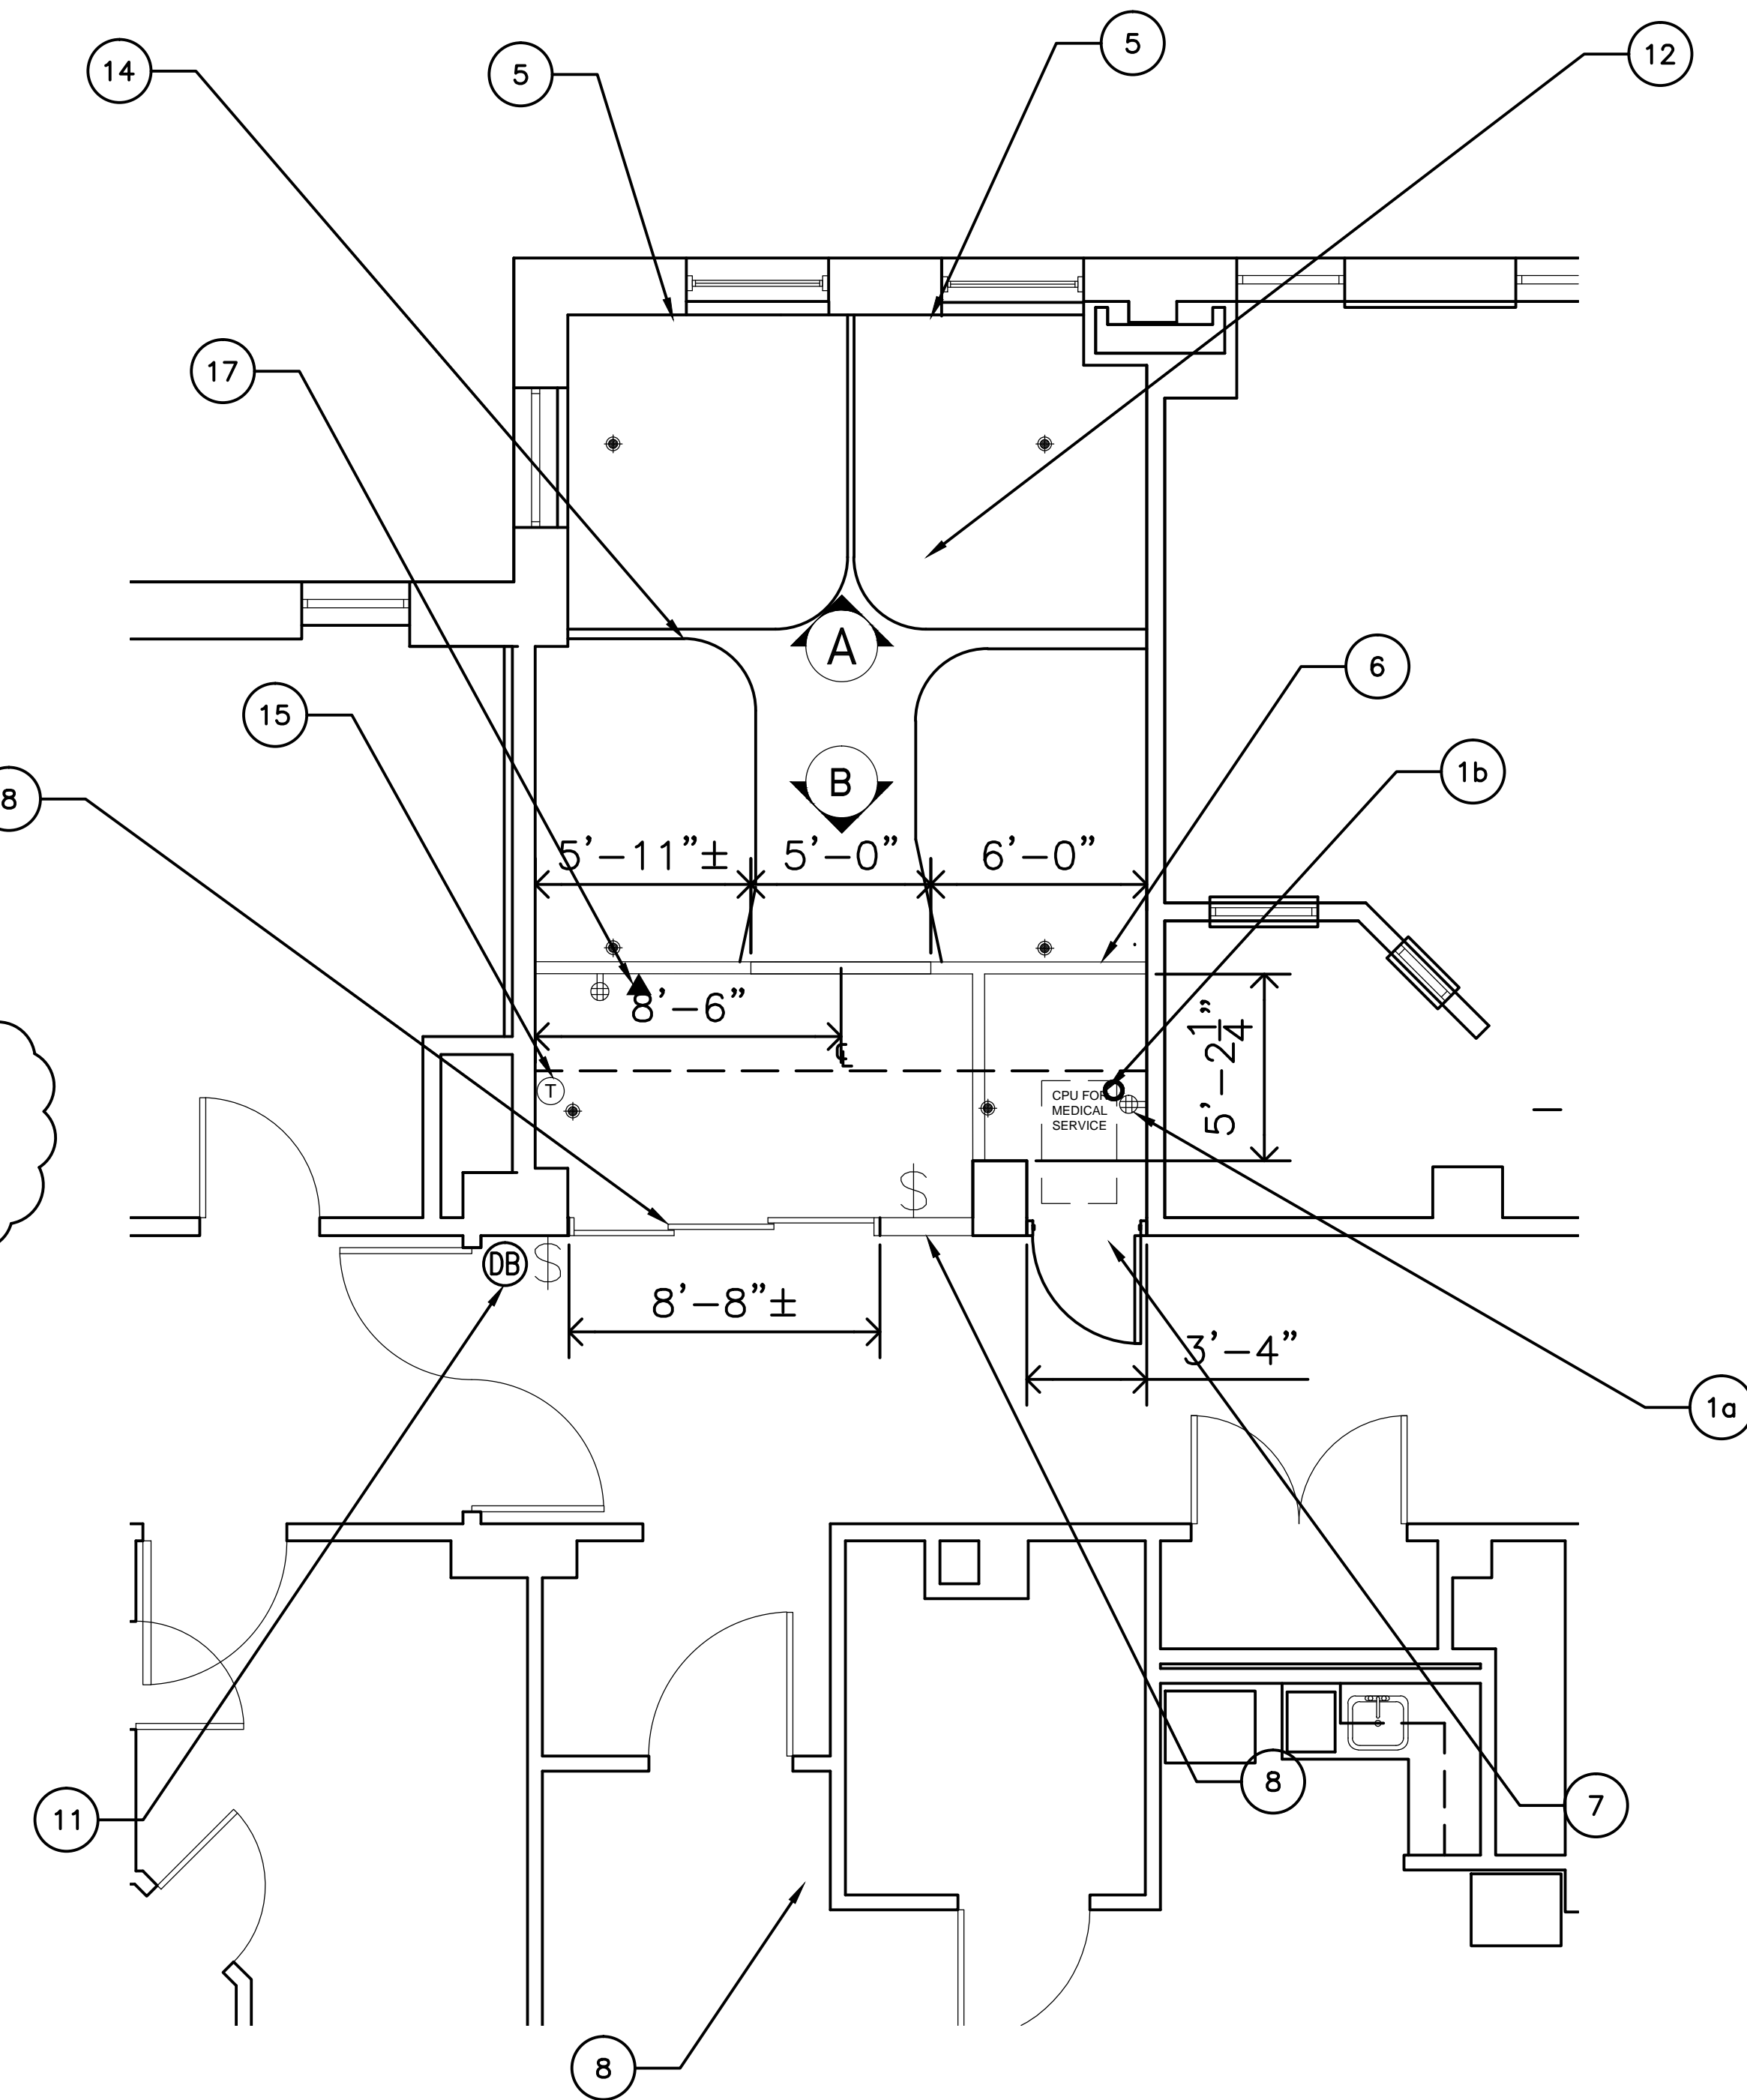 14
5
5
12
17
A
6
15
1b
8
B
5'-11"±
5'-0"
6'-0"
8'-6"
℄
5'-2 1/4"
T
CPU FOR
MEDICAL
SERVICE
$
DB
$
8'-8"±
3'-4"
1a
11
8
7
8